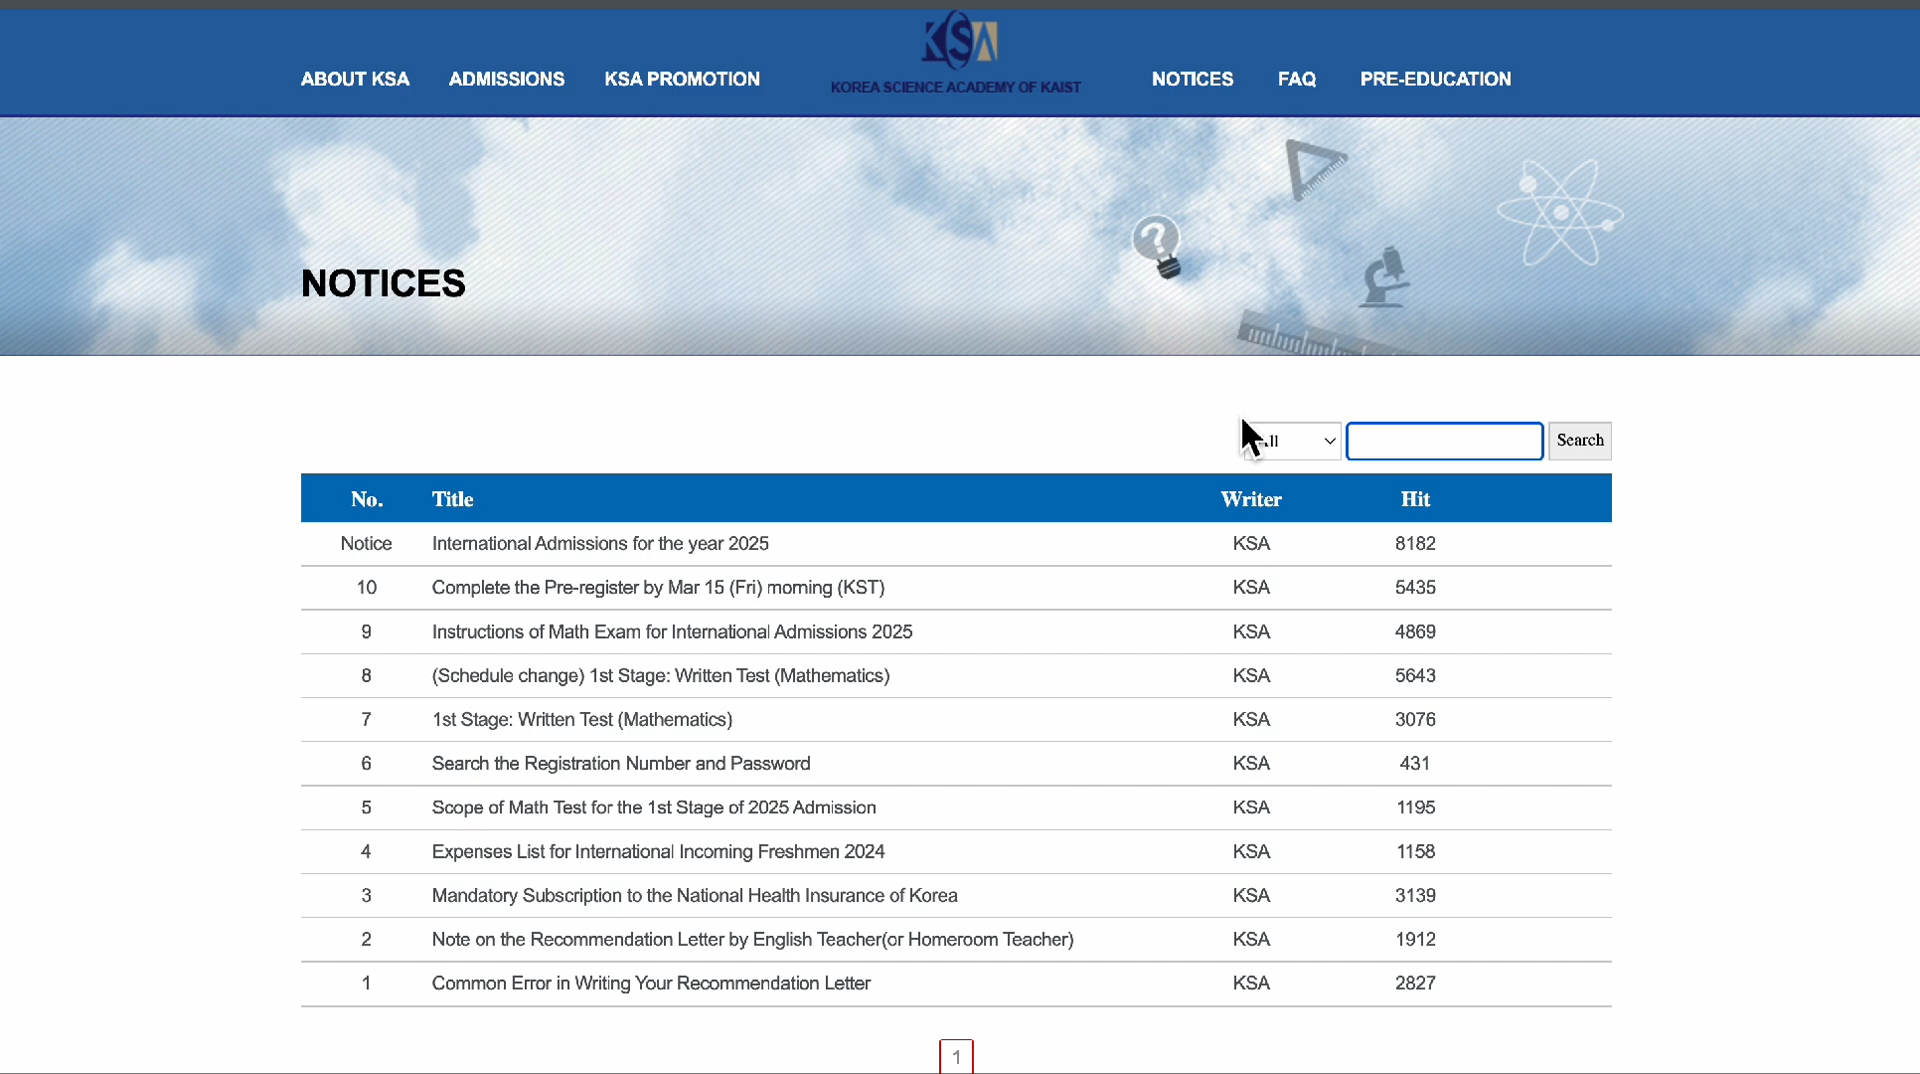 ABOUT KSA ADMISSIONS KSA PROMOTION KSA NOTICES FAQ PRE-EDUCATION
KOREA SCIENCE ACADEMY OF KAIST
?
NOTICES
Search
No. Title Writer Hit
Notice International Admissions for the year 2025 KSA 8182
10 Complete the Pre-register by Mar 15 (Fri) morning (KST) KSA 5435
9 Instructions of Math Exam for International Admissions 2025 KSA 4869
8 (Schedule change) 1st Stage: Written Test (Mathematics) KSA 5643
7 1st Stage: Written Test (Mathematics) KSA 3076
6 Search the Registration Number and Password KSA 431
5 Scope of Math Test for the 1st Stage of 2025 Admission KSA 1195
4 Expenses List for International Incoming Freshmen 2024 KSA 1158
3 Mandatory Subscription to the National Health Insurance of Korea KSA 3139
2 Note on the Recommendation Letter by English Teacher(or Homeroom Teacher) KSA 1912
1 Common Error in Writing Your Recommendation Letter KSA 2827
1